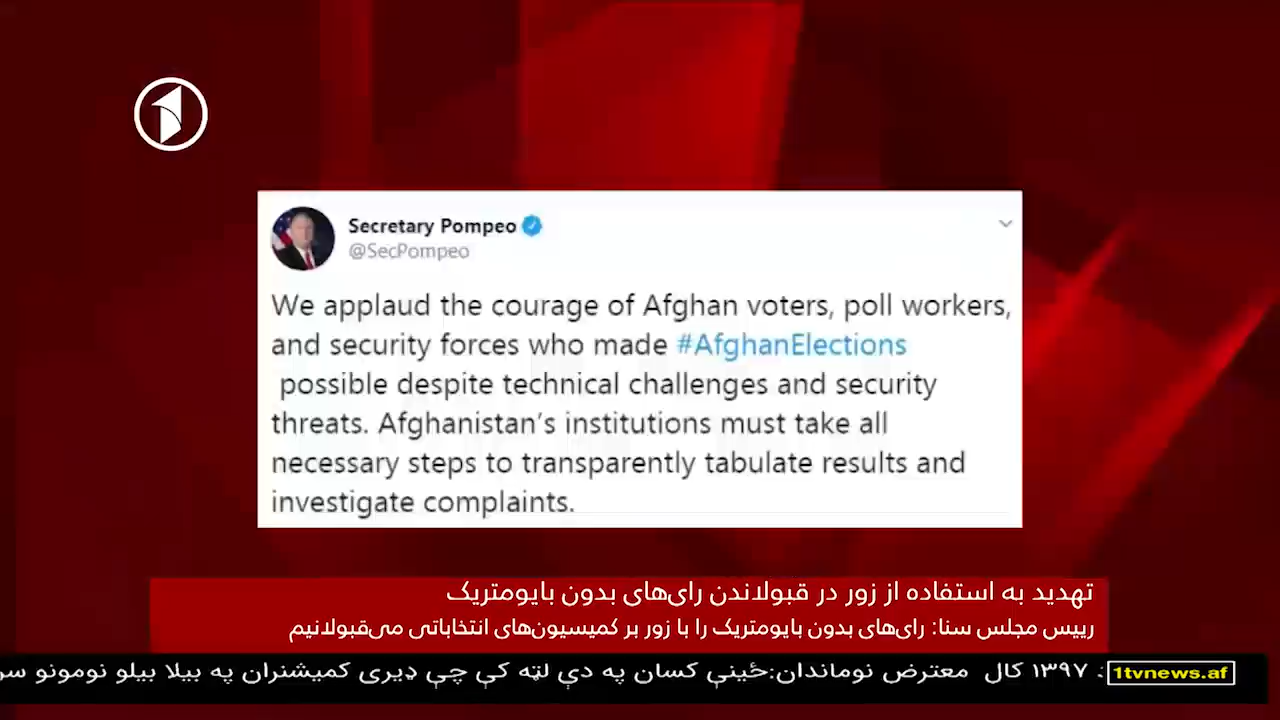 Secretary Pompeo
@SecPompeo
We applaud the courage of Afghan voters, poll workers,
and security forces who made #AfghanElections
possible despite technical challenges and security
threats. Afghanistan's institutions must take all
necessary steps to transparently tabulate results and
investigate complaints.
تهدید به استفاده از زور در قبولاندن رای‌های بدون بایومتریک
رییس مجلس سنا: رای‌های بدون بایومتریک را با زور بر کمیسیون‌های انتخاباتی می‌قبولانیم
۱۳۹۷ کال معترض نوماندان:ځینې کسان په دې لټه کې چې ډیری کمیشنران په بیلا بیلو نومونو
1tvnews.af